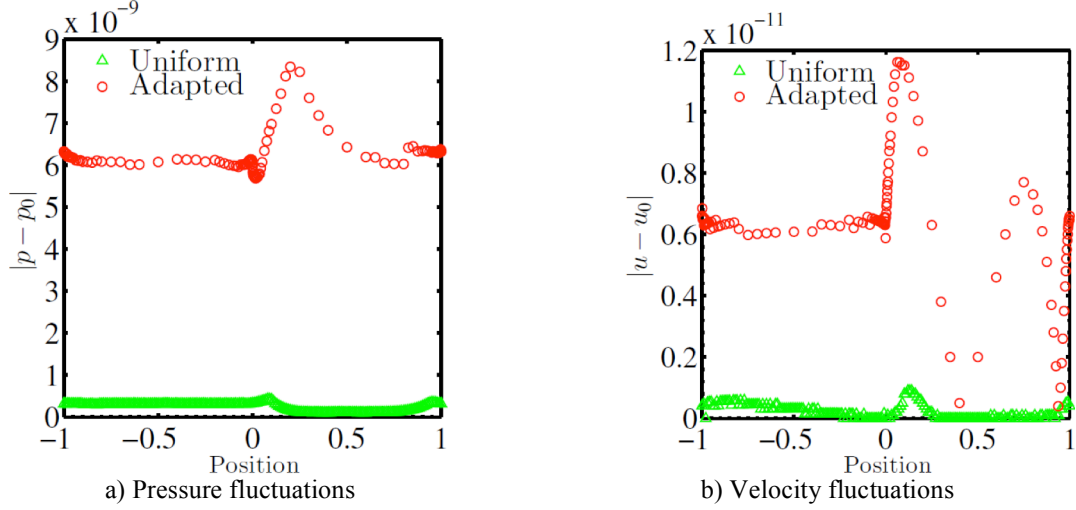 x 10⁻⁹
9
8
7
6
5
4
3
2
1
0
|p − p₀|
Uniform
Adapted
−1 −0.5 0 0.5 1
Position
a) Pressure fluctuations
x 10⁻¹¹
1.2
1
0.8
0.6
0.4
0.2
0
|u − u₀|
Uniform
Adapted
−1 −0.5 0 0.5 1
Position
b) Velocity fluctuations